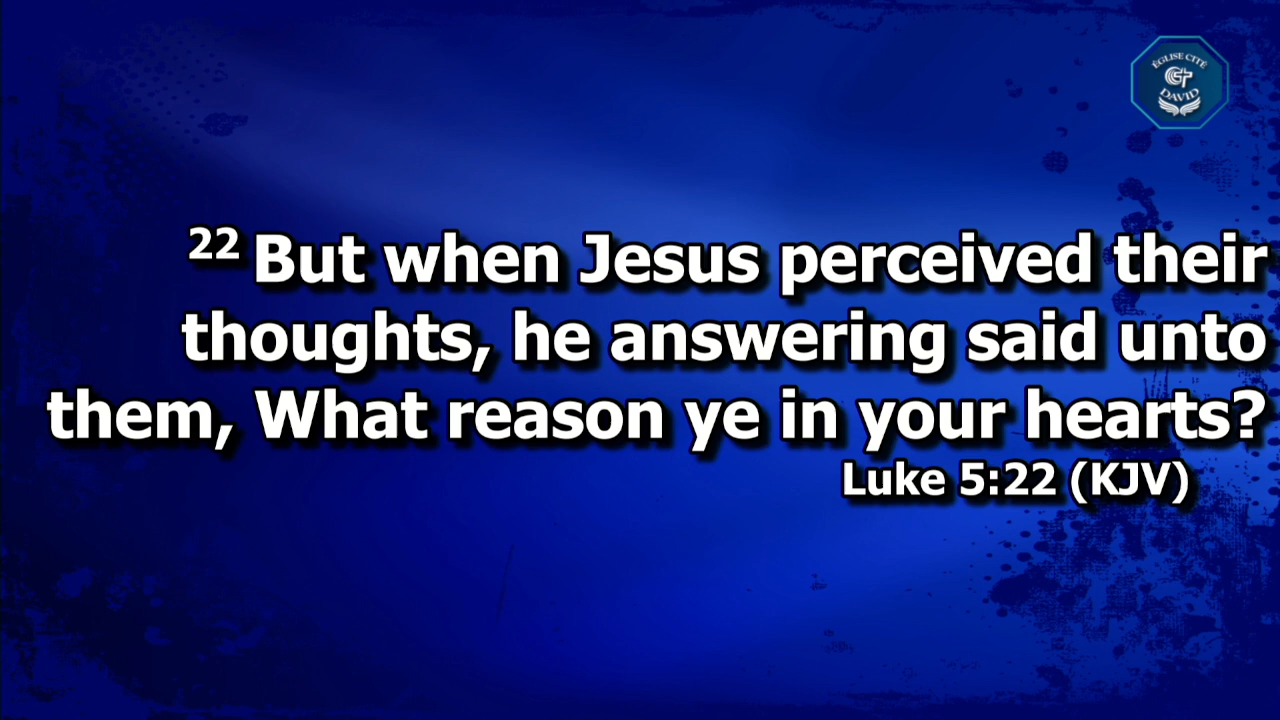 ÉGLISE CITÉ
DAVID
22 But when Jesus perceived their
thoughts, he answering said unto
them, What reason ye in your hearts?
Luke 5:22 (KJV)